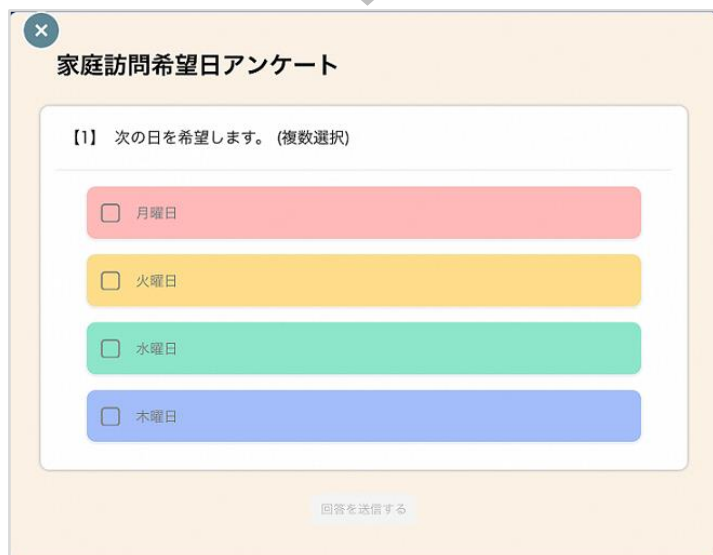 家庭訪問希望日アンケート
【1】 次の日を希望します。 (複数選択)
月曜日
火曜日
水曜日
木曜日
回答を送信する